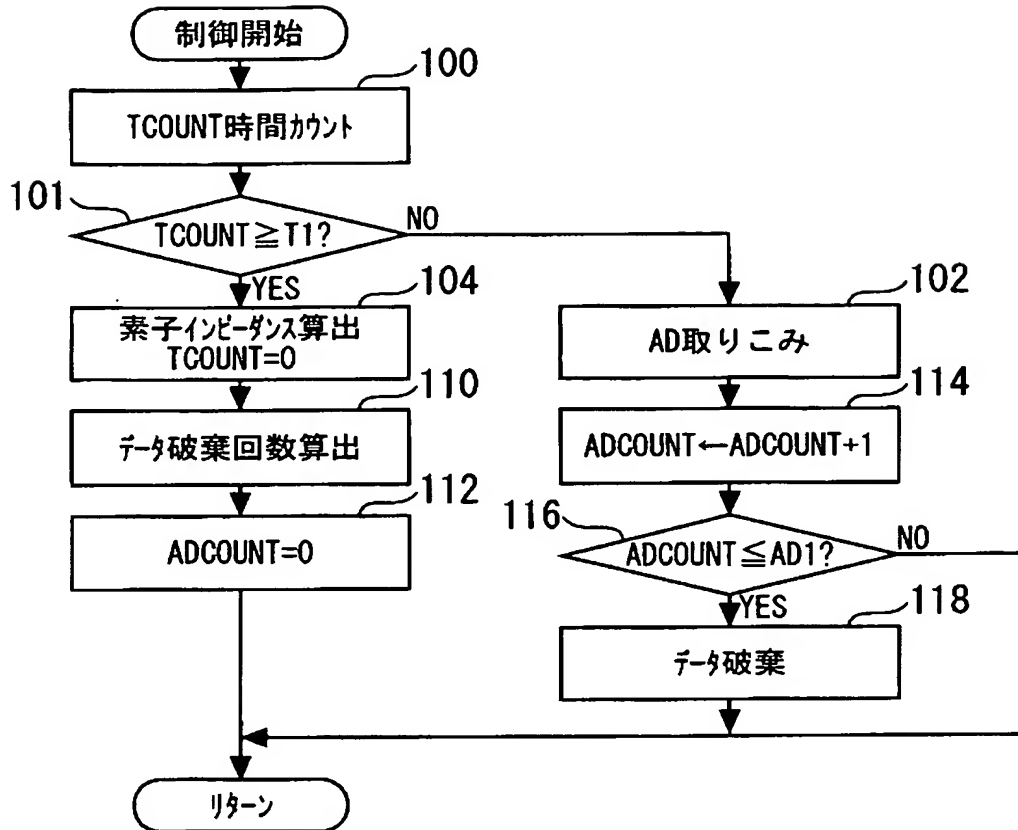 制御開始
100
TCOUNT時間カウント
101
TCOUNT≧T1?
NO
YES
104
素子インピーダンス算出
TCOUNT=0
110
データ破棄回数算出
112
ADCOUNT=0
102
AD取りこみ
114
ADCOUNT←ADCOUNT+1
116
ADCOUNT≦AD1?
NO
YES
118
データ破棄
リターン